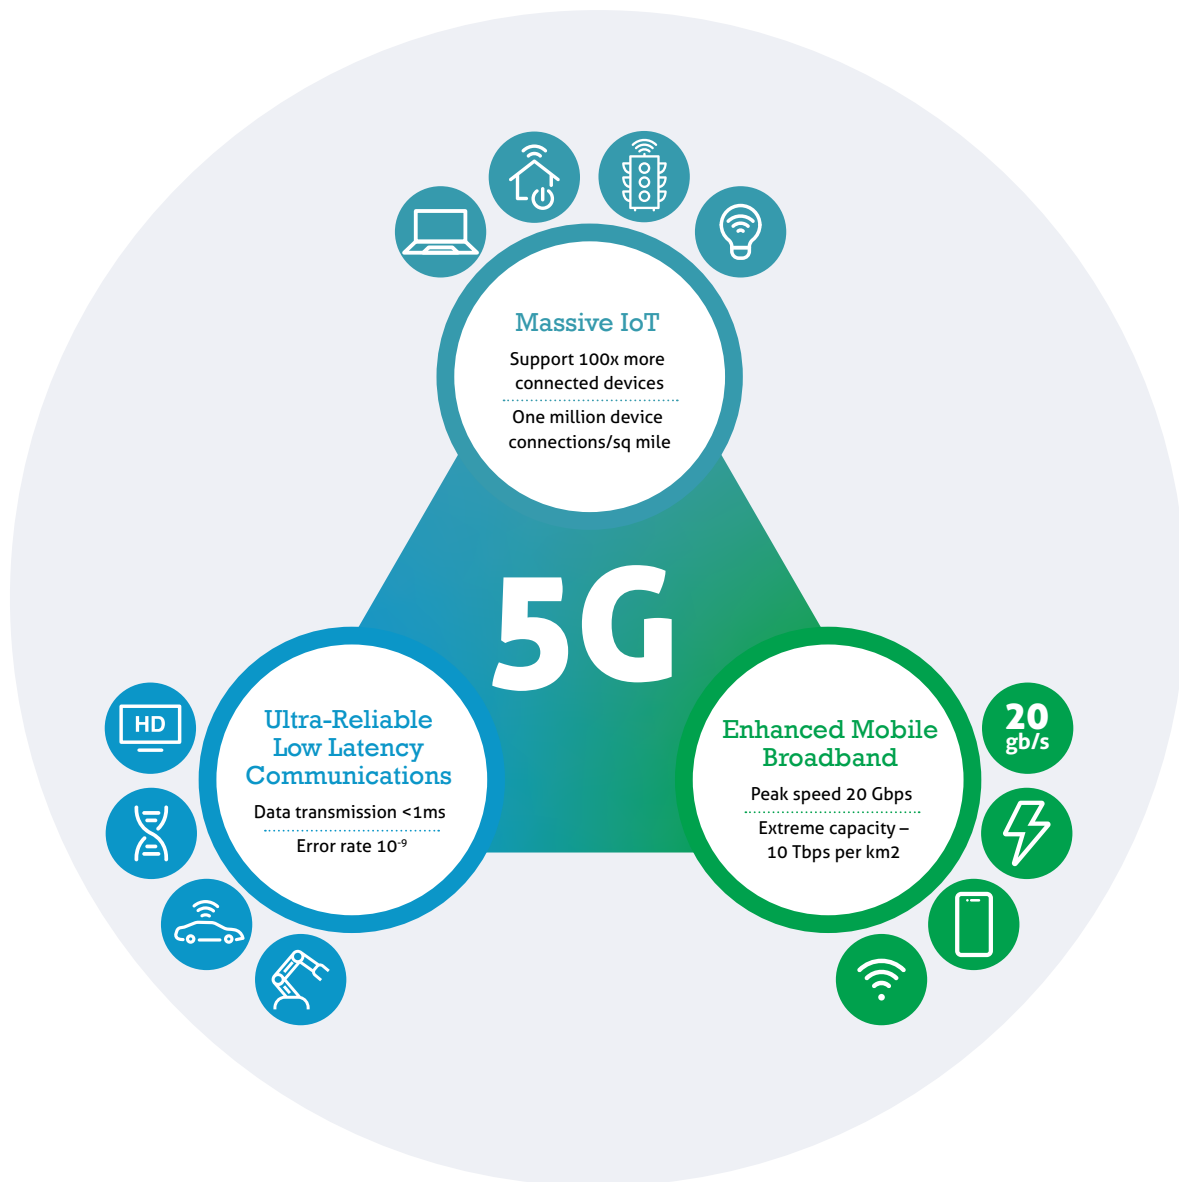 Massive IoT
Support 100x more
connected devices
One million device
connections/sq mile
5G
HD
Ultra-Reliable
Low Latency
Communications
Data transmission <1ms
Error rate 10⁻⁹
Enhanced Mobile
Broadband
Peak speed 20 Gbps
Extreme capacity –
10 Tbps per km2
20
gb/s